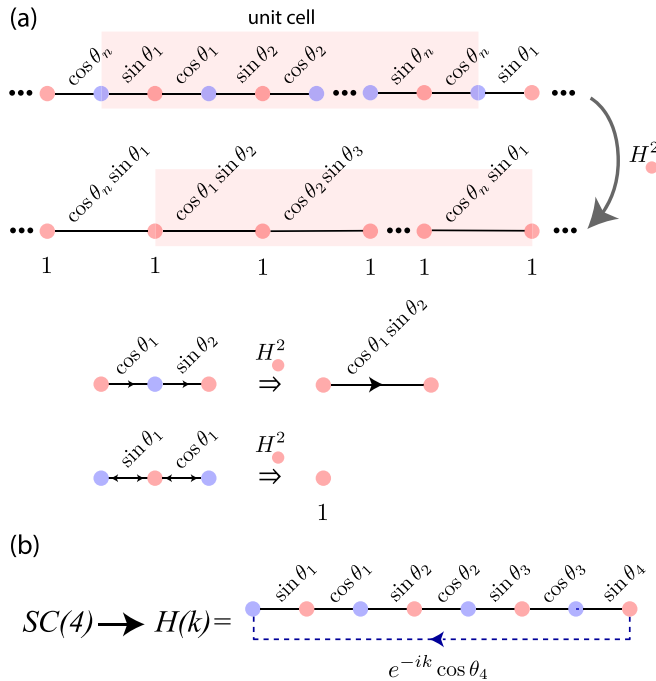 (a)
unit cell
cos θₙ sin θ₁ cos θ₁ sin θ₂ cos θ₂ sin θₙ cos θₙ sin θ₁
••• ••• •••
H²
cos θₙ sin θ₁ cos θ₁ sin θ₂ cos θ₂ sin θ₃ cos θₙ sin θ₁
••• ••• •••
1 1 1 1 1 1
cos θ₁ sin θ₂ H² ⇒ cos θ₁ sin θ₂
sin θ₁ cos θ₁ H² ⇒
1
(b)
sin θ₁ cos θ₁ sin θ₂ cos θ₂ sin θ₃ cos θ₃ sin θ₄
SC(4) → H(k) =
e⁻ⁱᵏ cos θ₄